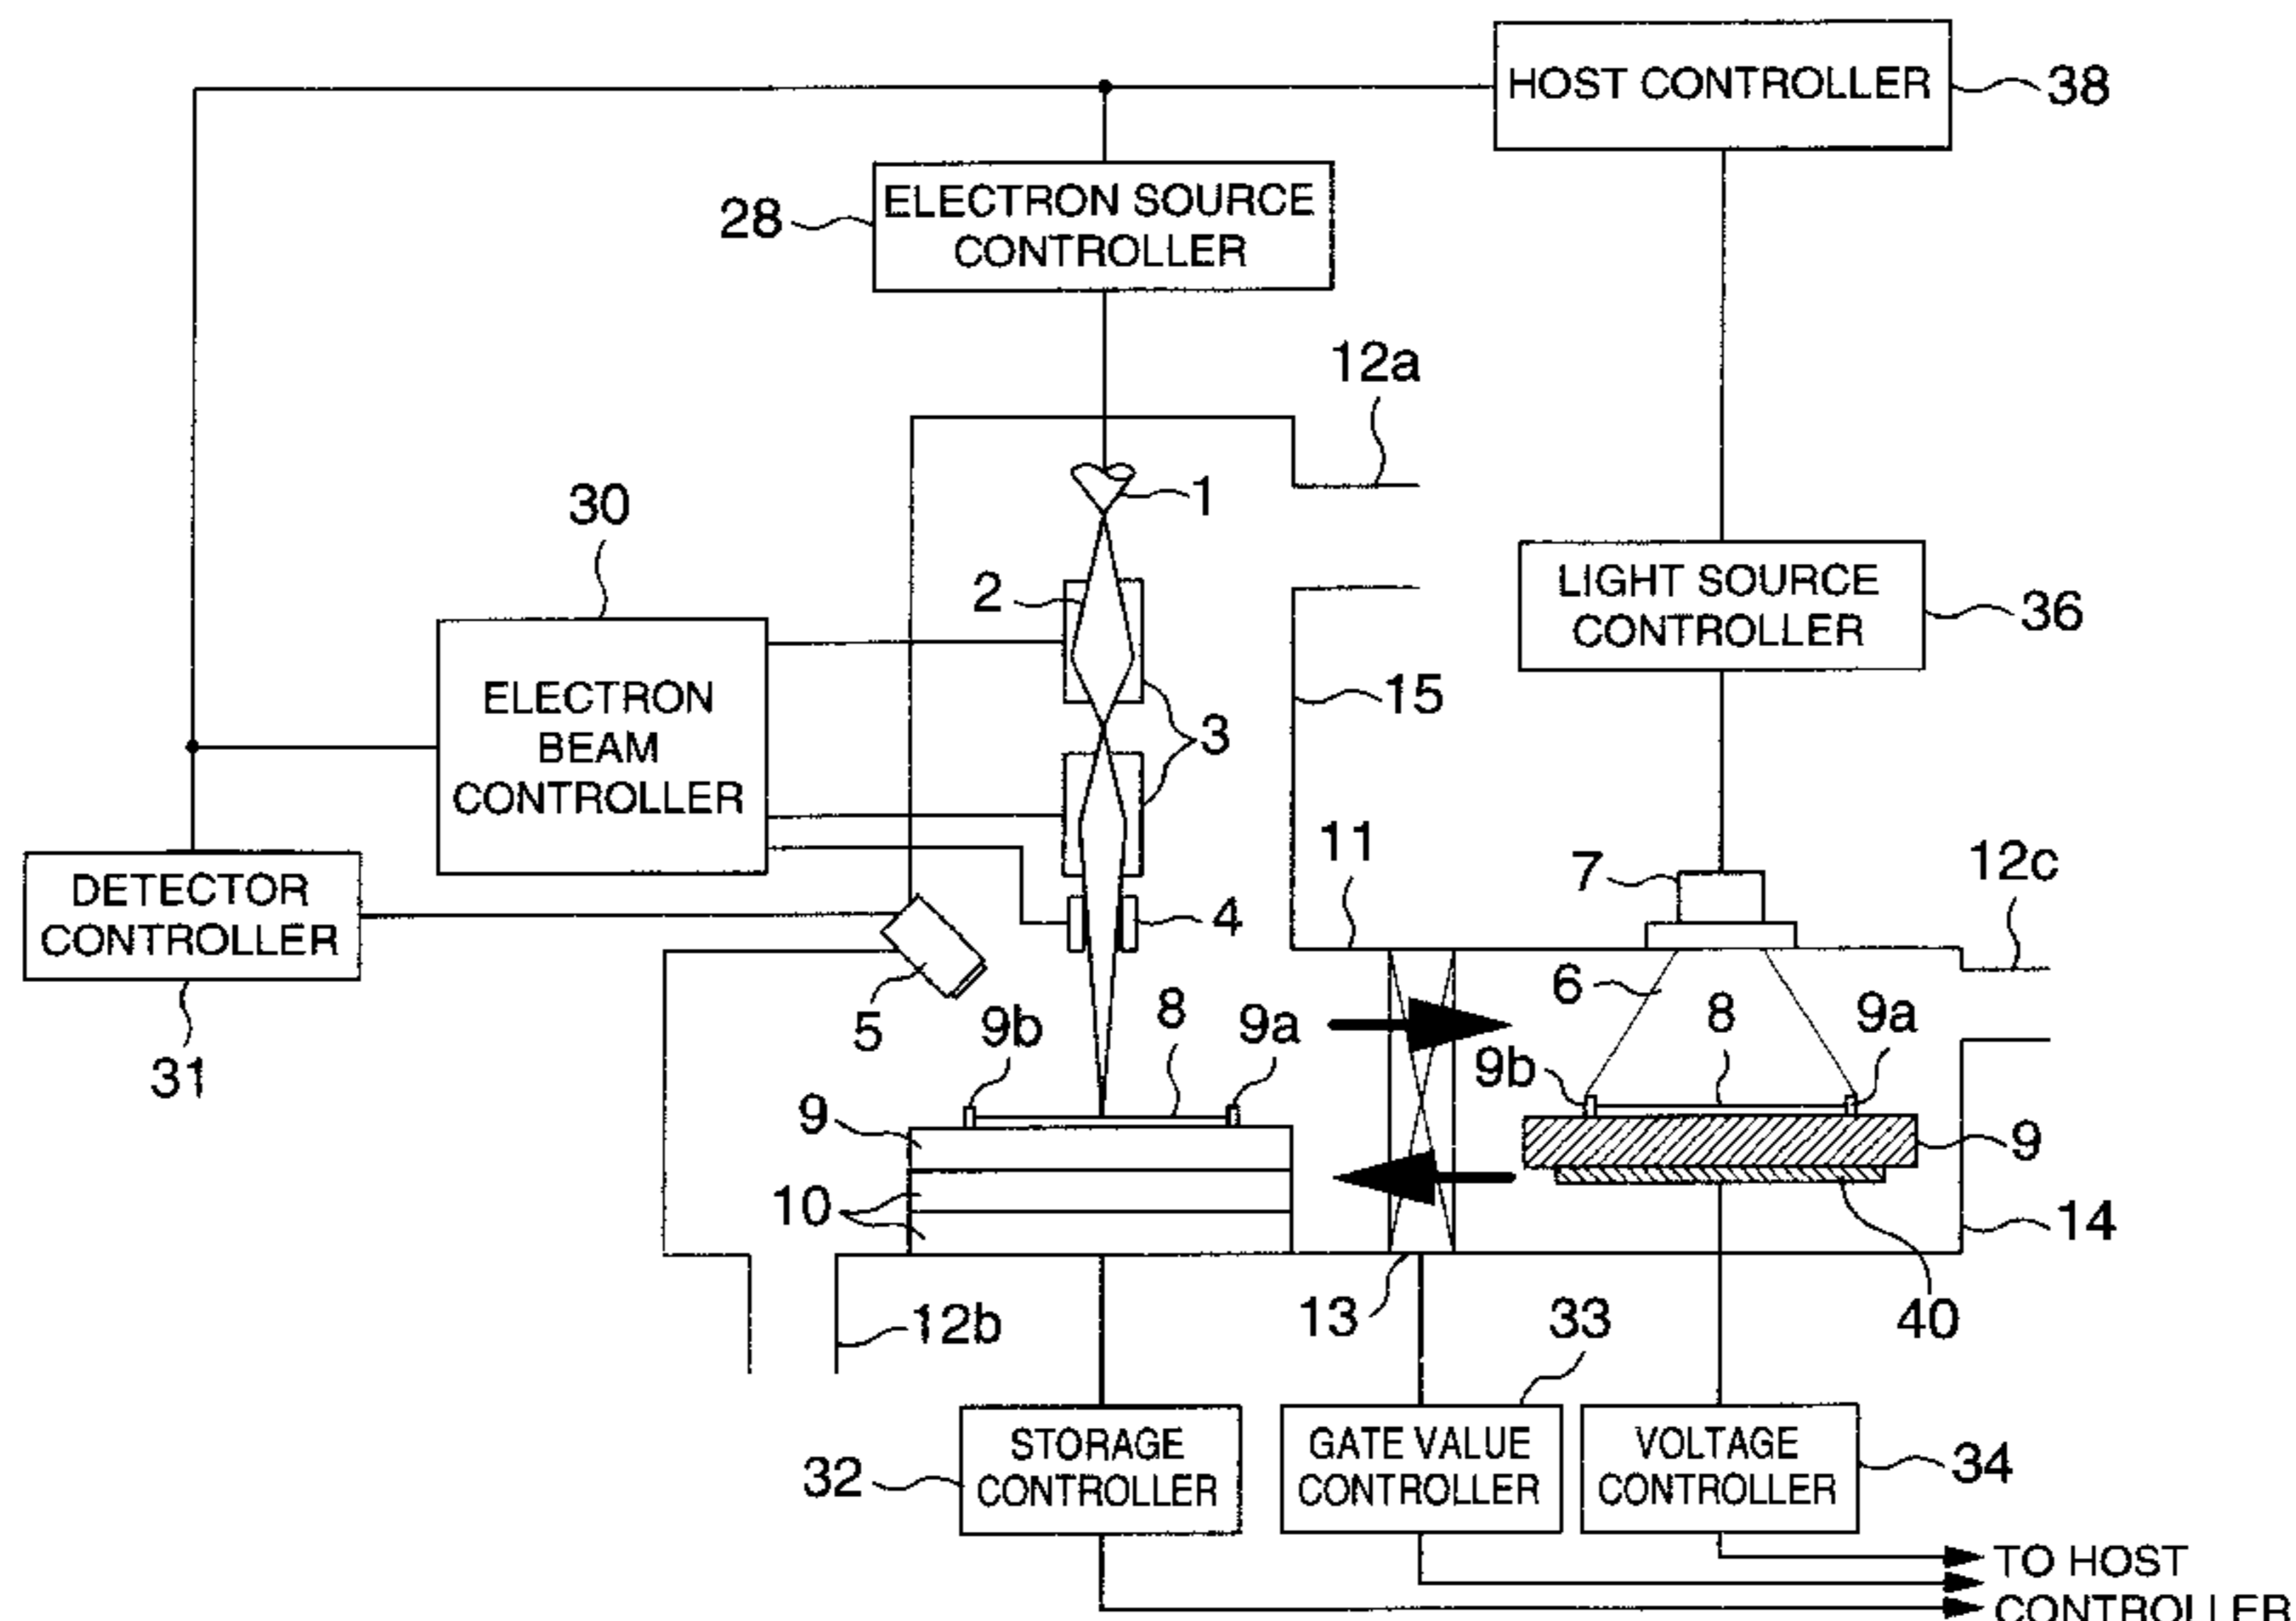 HOST CONTROLLER
38
ELECTRON SOURCE
CONTROLLER
28
12a
1
30
2
LIGHT SOURCE
CONTROLLER
36
15
3
ELECTRON
BEAM
CONTROLLER
11
7
12c
DETECTOR
CONTROLLER
4
31
5
6
9b
8
9a
9b
8
9a
9
9
10
14
12b
13
33
40
32
STORAGE
CONTROLLER
GATE VALUE
CONTROLLER
VOLTAGE
CONTROLLER
34
TO HOST
CONTROLLER